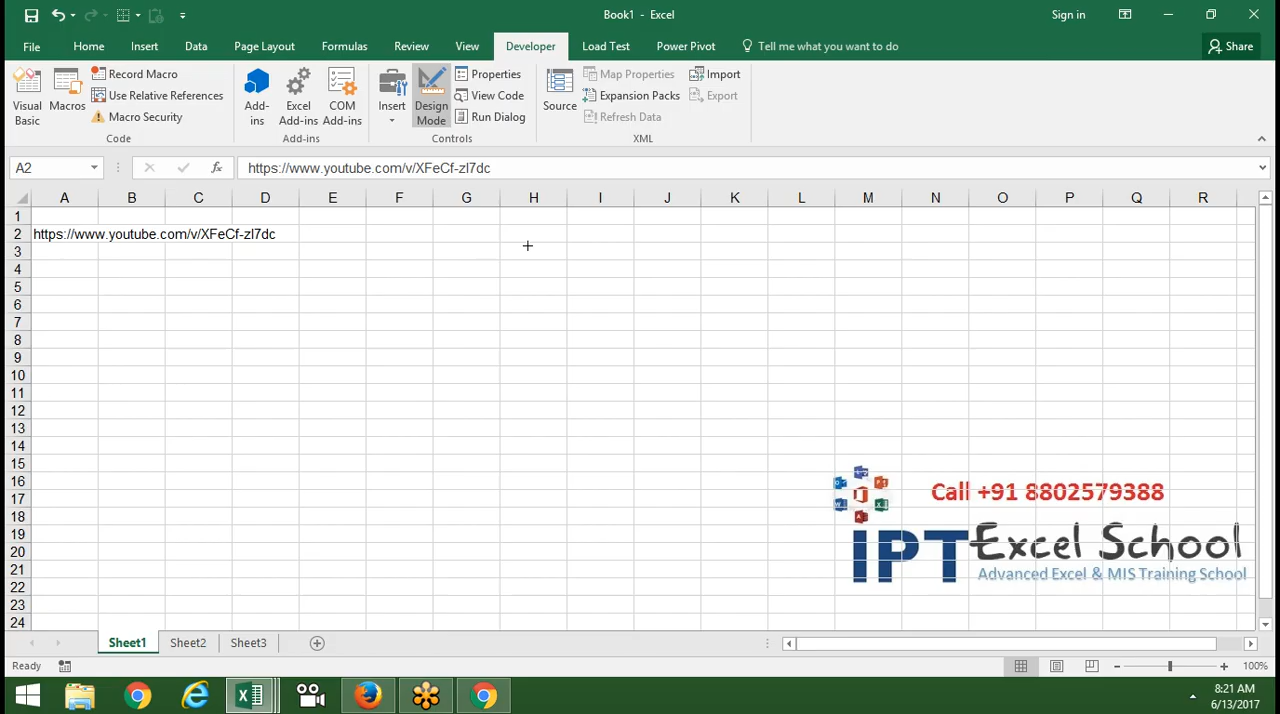 Book1 - Excel
Sign in
File Home Insert Data Page Layout Formulas Review View Developer Load Test Power Pivot Tell me what you want to do Share
Visual Basic
Macros
Record Macro
Use Relative References
Macro Security
Code
Add-ins
Excel Add-ins
COM Add-ins
Add-ins
Insert
Design Mode
Properties
View Code
Run Dialog
Controls
Source
Map Properties
Expansion Packs
Refresh Data
Import
Export
XML
A2
fx
https://www.youtube.com/v/XFeCf-zl7dc
A B C D E F G H I J K L M N O P Q R
1
2 https://www.youtube.com/v/XFeCf-zl7dc
3
4
5
6
7
8
9
10
11
12
13
14
15
16
17
18
19
20
21
22
23
24
Call +91 8802579388
IPT Excel School
Advanced Excel & MIS Training School
Sheet1 Sheet2 Sheet3
Ready
100%
8:21 AM
6/13/2017